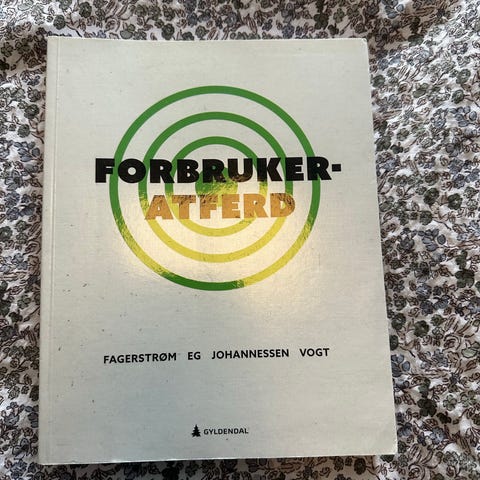 FORBRUKER-
ATFERD
FAGERSTRØM EG JOHANNESSEN VOGT
GYLDENDAL